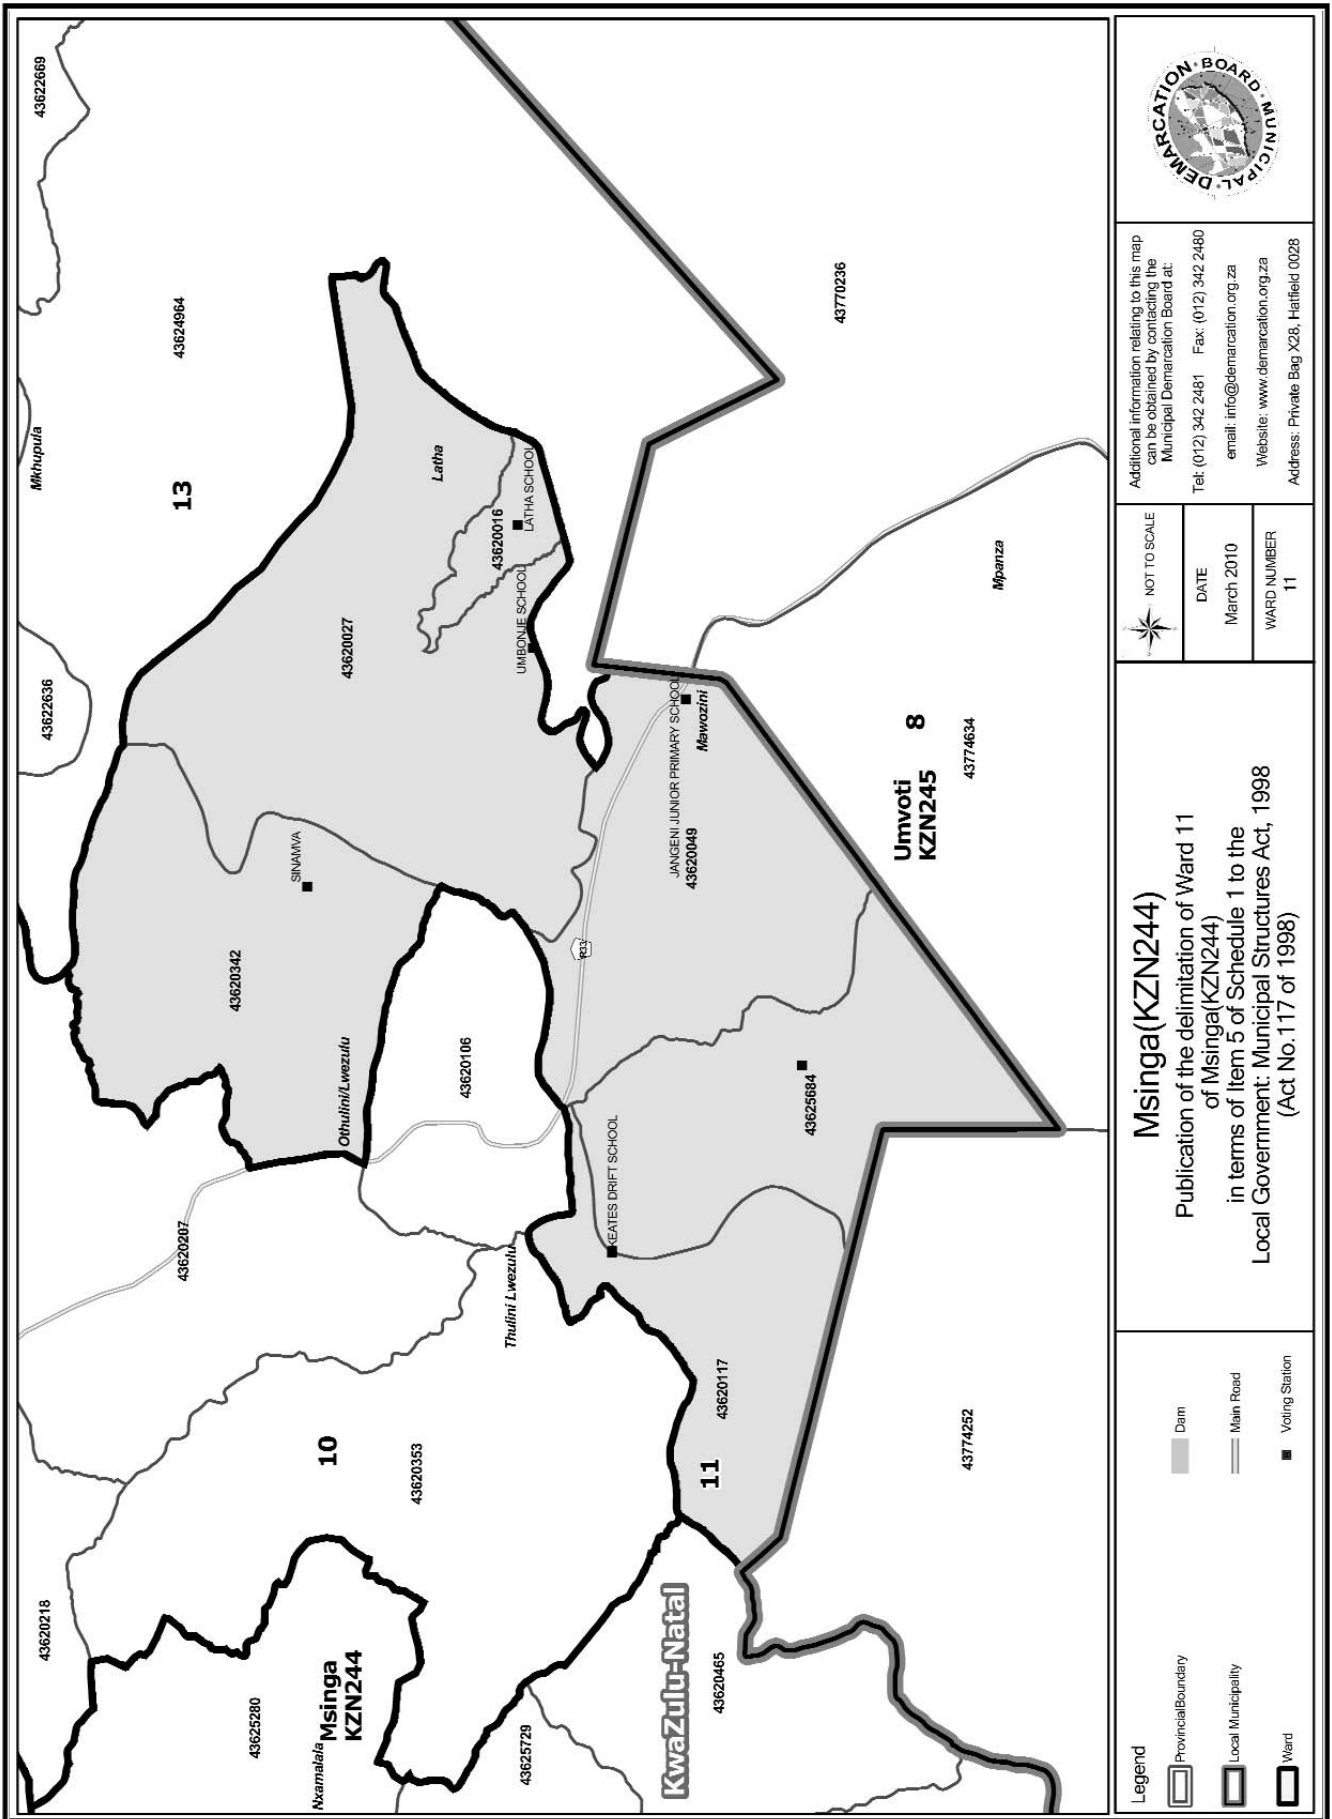 43622669
Mkhupula
43624964
13
43622636
43620027
Latha
43620016
LATHA SCHOOL
UMBONJE SCHOOL
43770236
SINAMVA
43620342
Othulini/Lwezulu
43620106
R33
JANGENI JUNIOR PRIMARY SCHOOL
Mawozini
43620049
Mpanza
Umvoti
KZN245
8
43774634
43620207
Thulini Lwezulu
KEATES DRIFT SCHOOL
43625684
10
43620353
43620117
11
43774252
43620218
43625280
Nxamalala
Msinga
KZN244
43625729
KwaZulu-Natal
43620465
Legend
ProvincialBoundary
Local Municipality
Ward
Dam
Main Road
Voting Station
Msinga(KZN244)
Publication of the delimitation of Ward 11
of Msinga(KZN244)
in terms of Item 5 of Schedule 1 to the
Local Government: Municipal Structures Act, 1998
(Act No.117 of 1998)
NOT TO SCALE
DATE
March 2010
WARD NUMBER
11
Additional information relating to this map
can be obtained by contacting the
Municipal Demarcation Board at:
Tel: (012) 342 2481 Fax: (012) 342 2480
email: info@demarcation.org.za
Website: www.demarcation.org.za
Address: Private Bag X28, Hatfield 0028
MUNICIPAL • DEMARCATION • BOARD •